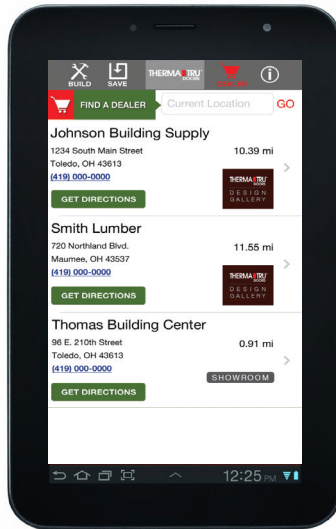 BUILD SAVE THERMA TRU DOORS
FIND A DEALER Current Location GO
Johnson Building Supply
1234 South Main Street 10.39 mi
Toledo, OH 43613
(419) 000-0000
THERMA TRU DOORS
DESIGN
GALLERY
GET DIRECTIONS
Smith Lumber
720 Northland Blvd. 11.55 mi
Maumee, OH 43537
(419) 000-0000
THERMA TRU DOORS
DESIGN
GALLERY
GET DIRECTIONS
Thomas Building Center
96 E. 210th Street 0.91 mi
Toledo, OH 43613
(419) 000-0000
SHOWROOM
GET DIRECTIONS
12:25 PM